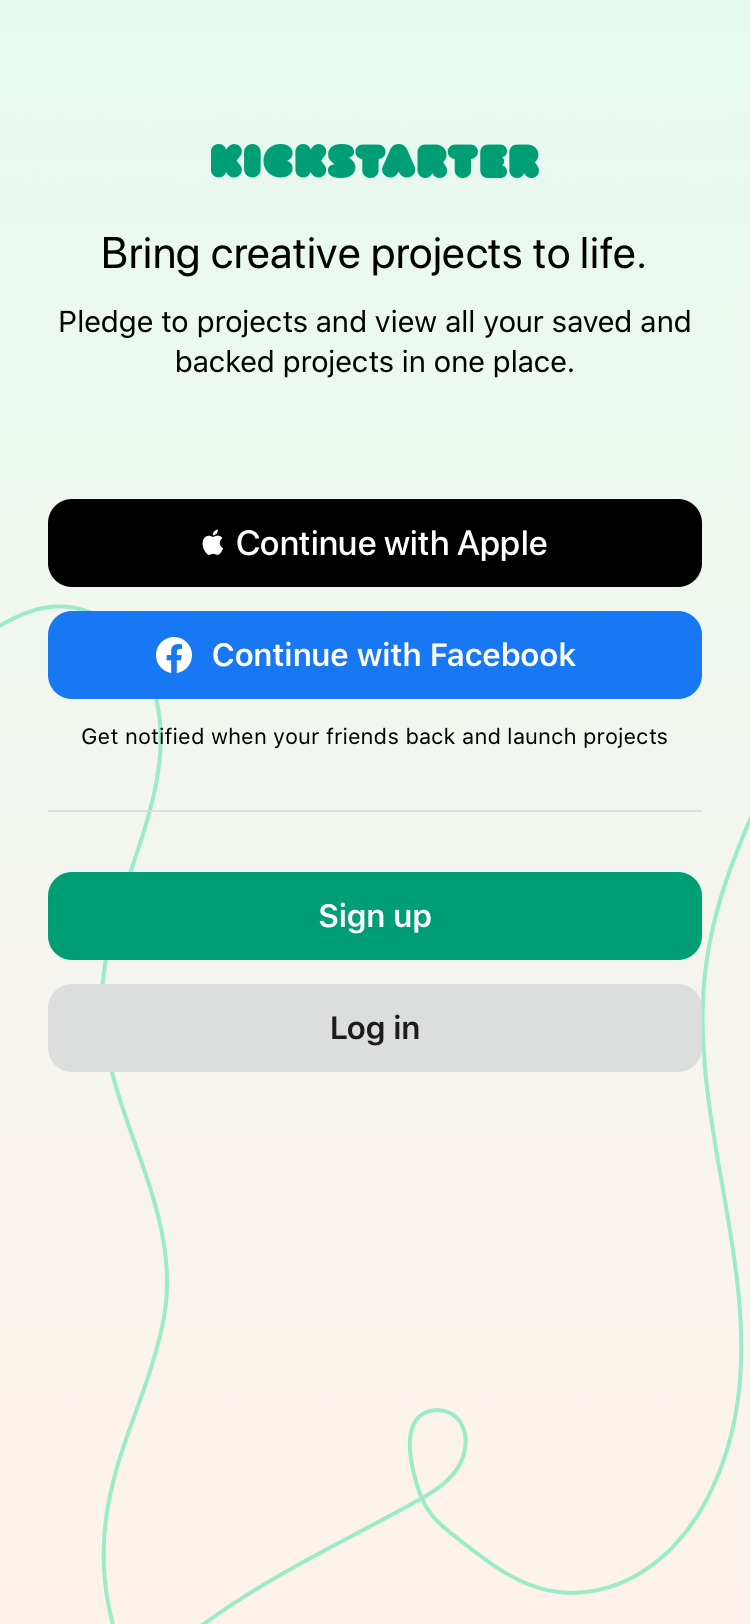 KICKSTARTER
Bring creative projects to life.
Pledge to projects and view all your saved and
backed projects in one place.
Continue with Apple
Continue with Facebook
Get notified when your friends back and launch projects
Sign up
Log in